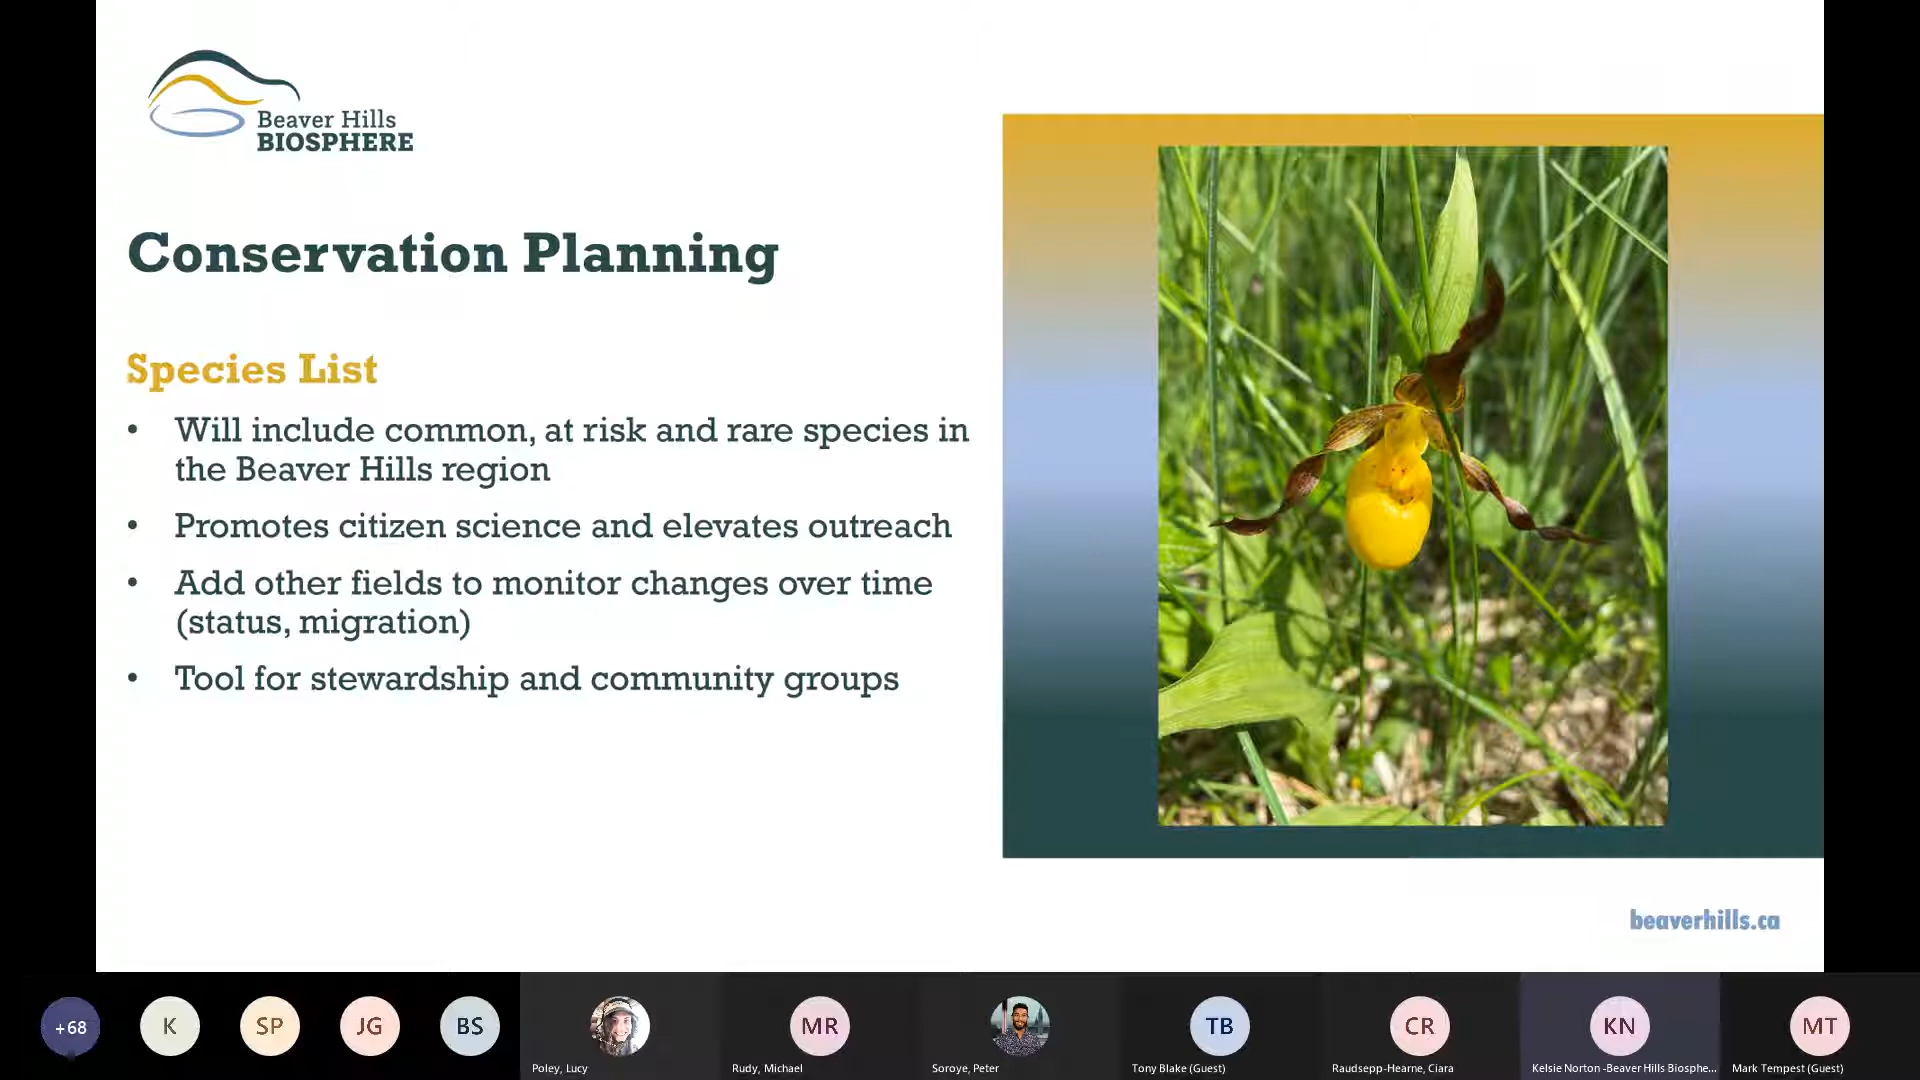 Beaver Hills
BIOSPHERE
Conservation Planning
Species List
• Will include common, at risk and rare species in
the Beaver Hills region
• Promotes citizen science and elevates outreach
• Add other fields to monitor changes over time
(status, migration)
• Tool for stewardship and community groups
beaverhills.ca
+68
K
SP
JG
BS
MR
TB
CR
KN
MT
Poley, Lucy
Rudy, Michael
Soroye, Peter
Tony Blake (Guest)
Raudsepp-Hearne, Ciara
Kelsie Norton -Beaver Hills Biosphe...
Mark Tempest (Guest)